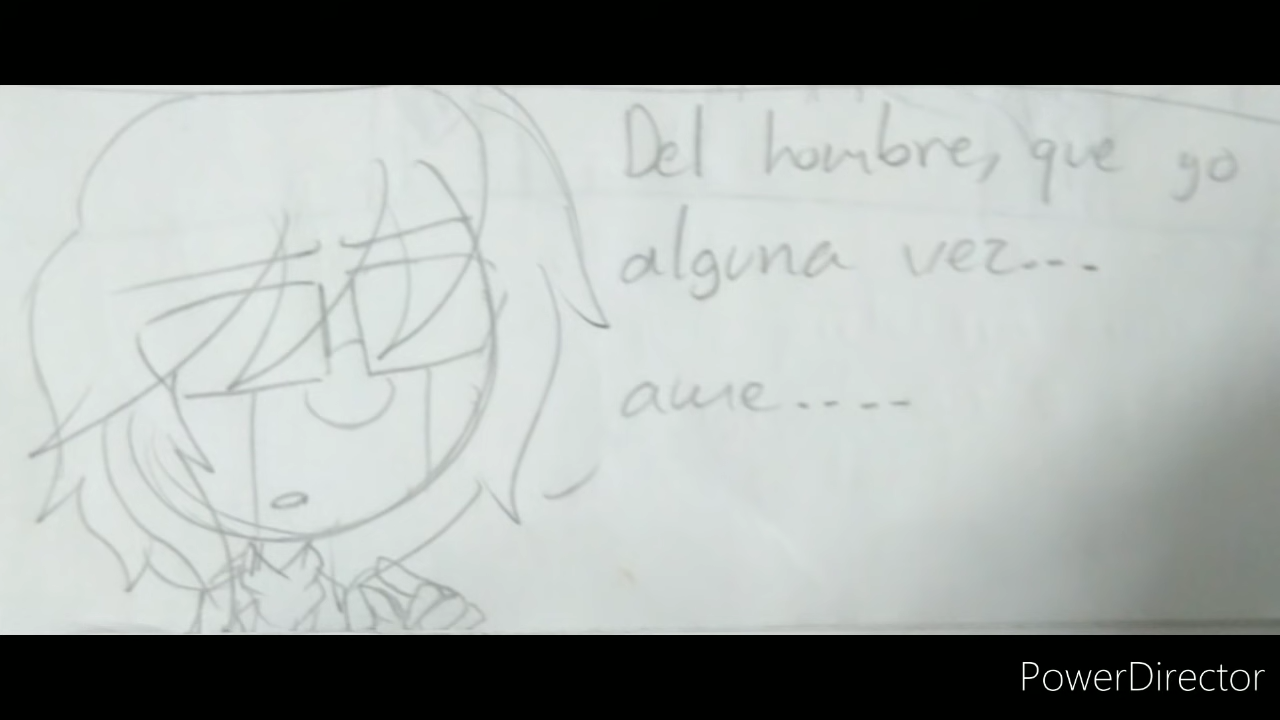 Del hombre, que yo
alguna vez...
ame....
PowerDirector